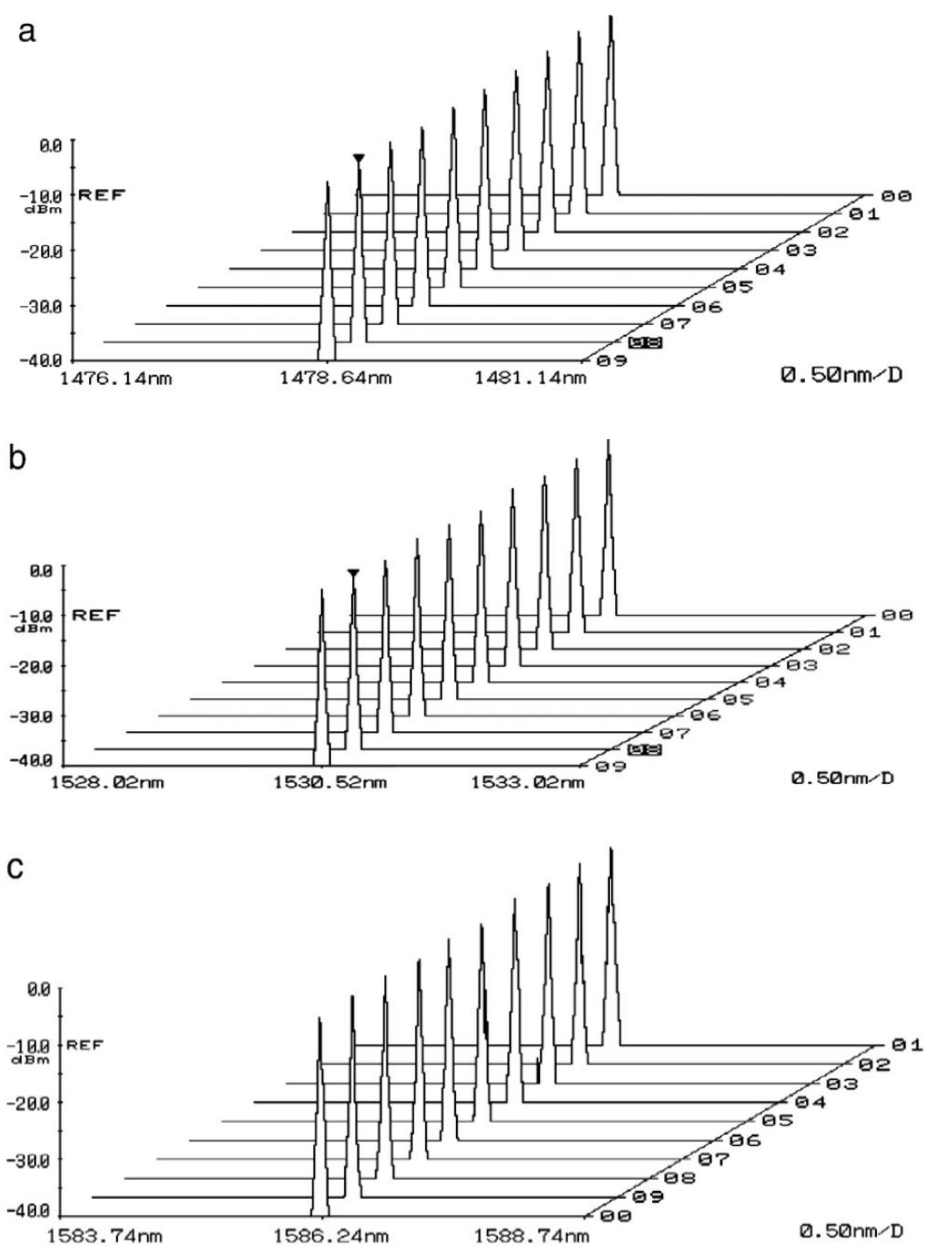 a
0.0
-10.0 REF 00
dBm 01
02
-20.0 03
04
05
-30.0 06
07
08
-40.0 09
1476.14nm 1478.64nm 1481.14nm 0.50nm/D
b
0.0
-10.0 REF 00
dBm 01
02
-20.0 03
04
05
-30.0 06
07
08
-40.0 09
1528.02nm 1530.52nm 1533.02nm 0.50nm/D
c
0.0
-10.0 REF 01
dBm 02
03
-20.0 04
05
06
-30.0 07
08
09
-40.0 00
1583.74nm 1586.24nm 1588.74nm 0.50nm/D